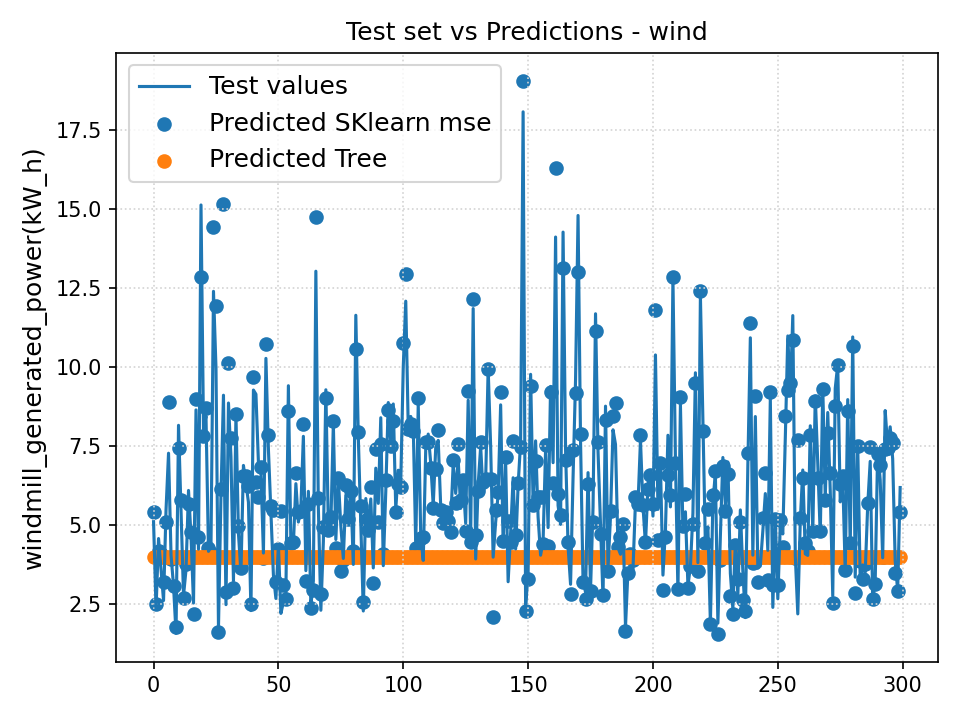 Test set vs Predictions - wind
Test values
Predicted SKlearn mse
Predicted Tree
windmill_generated_power(kW_h)
17.5
15.0
12.5
10.0
7.5
5.0
2.5
0 50 100 150 200 250 300